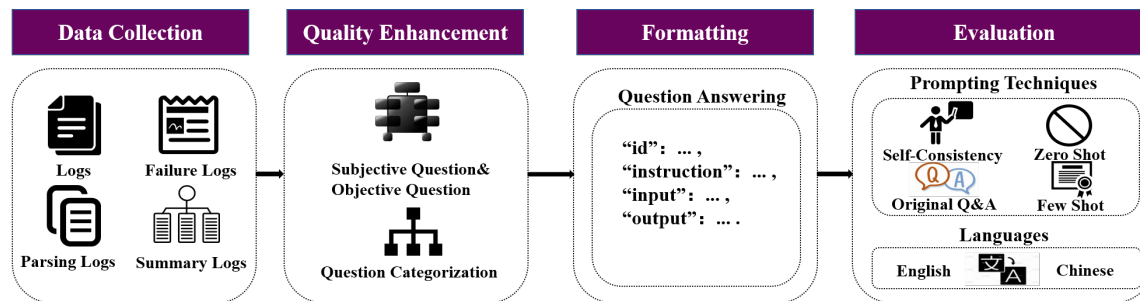 Data Collection
Quality Enhancement
Formatting
Evaluation
Logs
Failure Logs
Parsing Logs
Summary Logs
Subjective Question&
Objective Question
Question Categorization
Question Answering
“id”: ... ,
“instruction”: ... ,
“input”: ... ,
“output”: ... .
Prompting Techniques
Self-Consistency
Zero Shot
Q A
Original Q&A
Few Shot
Languages
English
文 A
Chinese